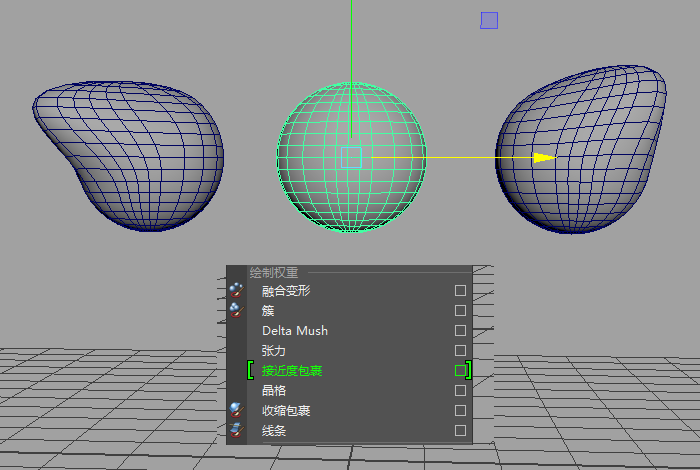 绘制权重
融合变形
簇
Delta Mush
张力
接近度包裹
晶格
收缩包裹
线条